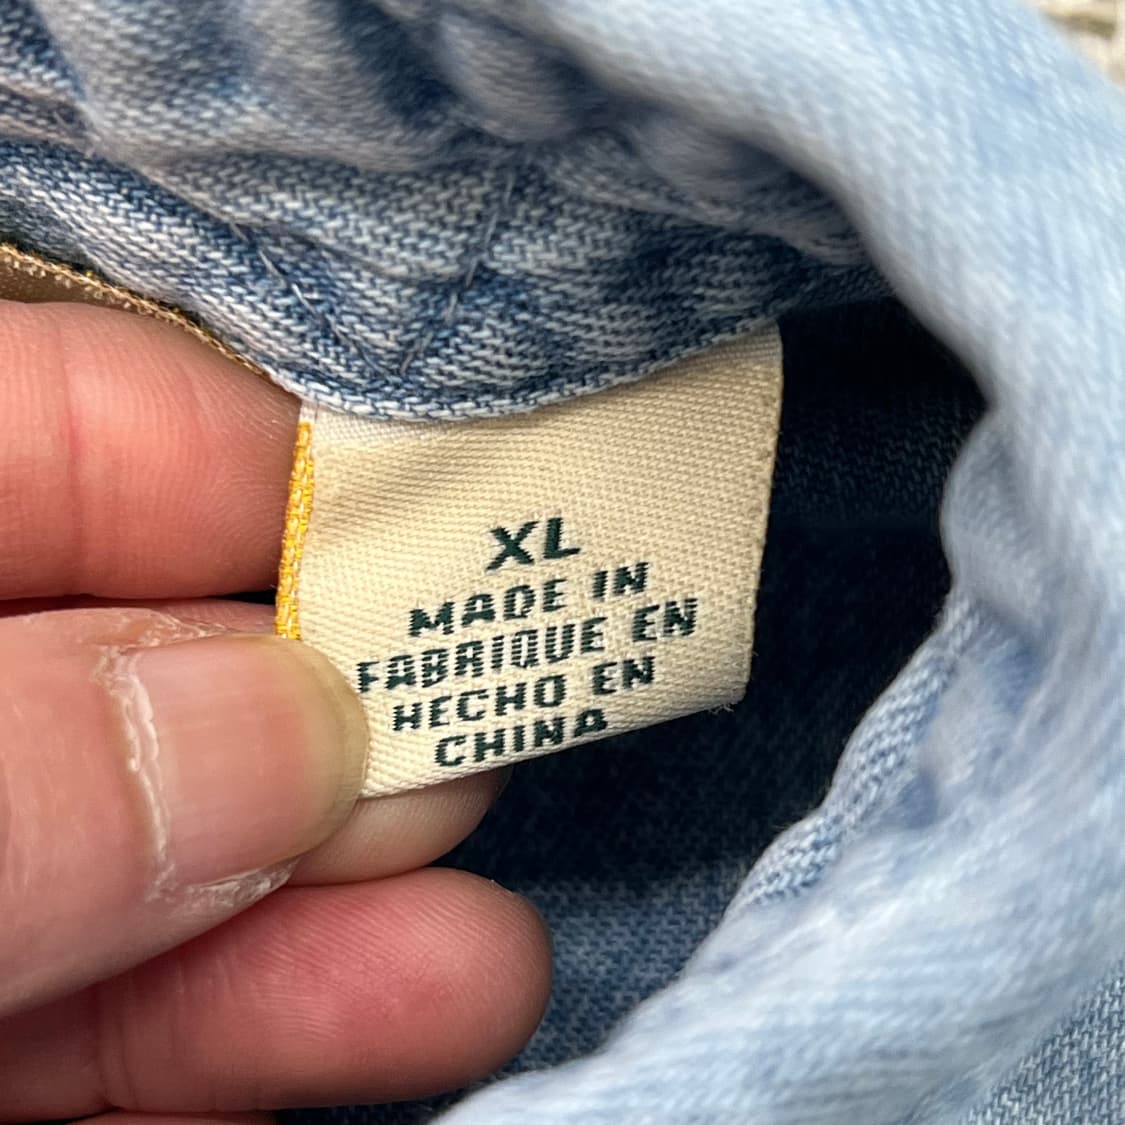 XL
MADE IN
FABRIQUE EN
HECHO EN
CHINA